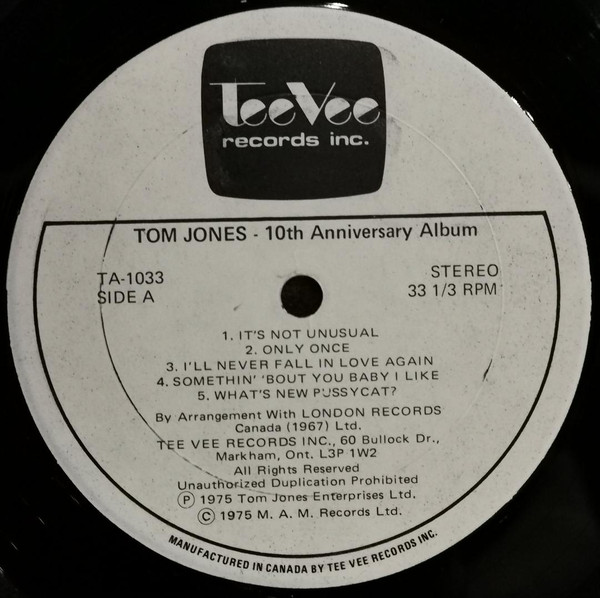 TeeVee
records inc.
TOM JONES - 10th Anniversary Album
TA-1033
SIDE A
STEREO
33 1/3 RPM
1. IT'S NOT UNUSUAL
2. ONLY ONCE
3. I'LL NEVER FALL IN LOVE AGAIN
4. SOMETHIN' 'BOUT YOU BABY I LIKE
5. WHAT'S NEW PUSSYCAT?
By Arrangement With LONDON RECORDS
Canada (1967) Ltd.
TEE VEE RECORDS INC., 60 Bullock Dr.,
Markham, Ont. L3P 1W2
All Rights Reserved
Unauthorized Duplication Prohibited
Ⓟ 1975 Tom Jones Enterprises Ltd.
© 1975 M. A. M. Records Ltd.
MANUFACTURED IN CANADA BY TEE VEE RECORDS INC.